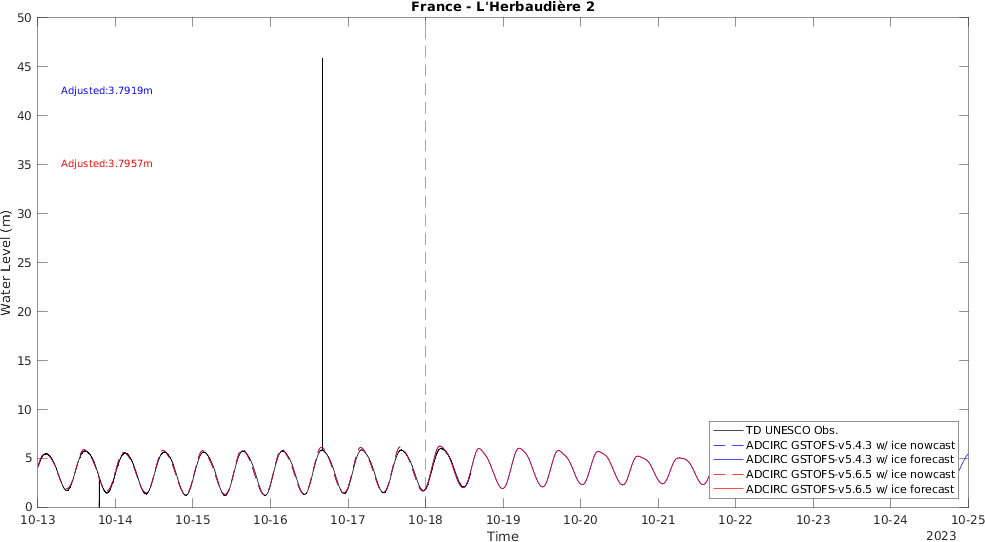 France - L'Herbaudière 2
50
45
40
35
30
25
20
15
10
5
0
Water Level (m)
Adjusted:3.7919m
Adjusted:3.7957m
TD UNESCO Obs.
ADCIRC GSTOFS-v5.4.3 w/ ice nowcast
ADCIRC GSTOFS-v5.4.3 w/ ice forecast
ADCIRC GSTOFS-v5.6.5 w/ ice nowcast
ADCIRC GSTOFS-v5.6.5 w/ ice forecast
10-13 10-14 10-15 10-16 10-17 10-18 10-19 10-20 10-21 10-22 10-23 10-24 10-25
Time
2023